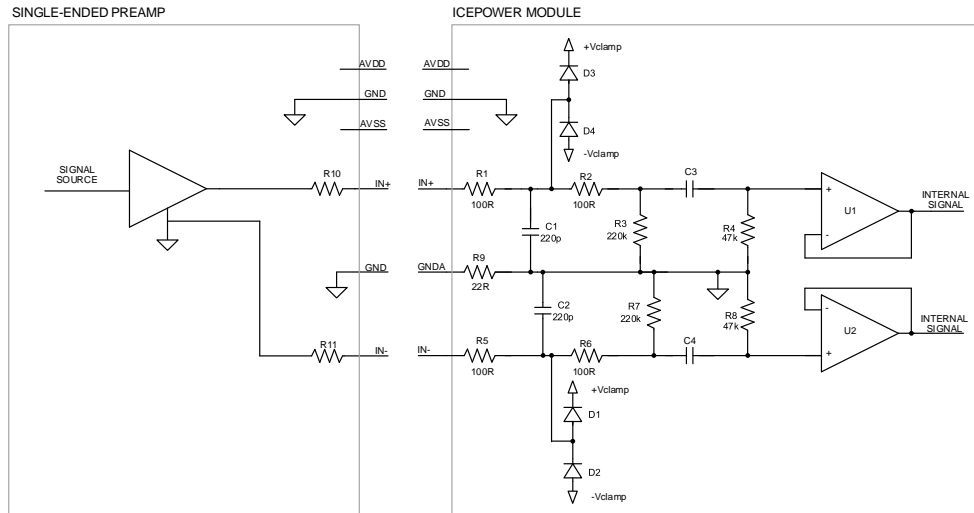 SINGLE-ENDED PREAMP
ICEPOWER MODULE
+Vclamp
D3
AVDD
AVDD
GND
GND
AVSS
AVSS
D4
-Vclamp
SIGNAL
SOURCE
R10
IN+
IN+
R1
100R
R2
100R
C3
R3
220k
R4
47k
C1
220p
+
-
U1
INTERNAL
SIGNAL
GND
GNDA
R9
22R
C2
220p
R7
220k
R8
47k
R11
IN-
IN-
R5
100R
R6
100R
C4
-
+
U2
INTERNAL
SIGNAL
+Vclamp
D1
D2
-Vclamp